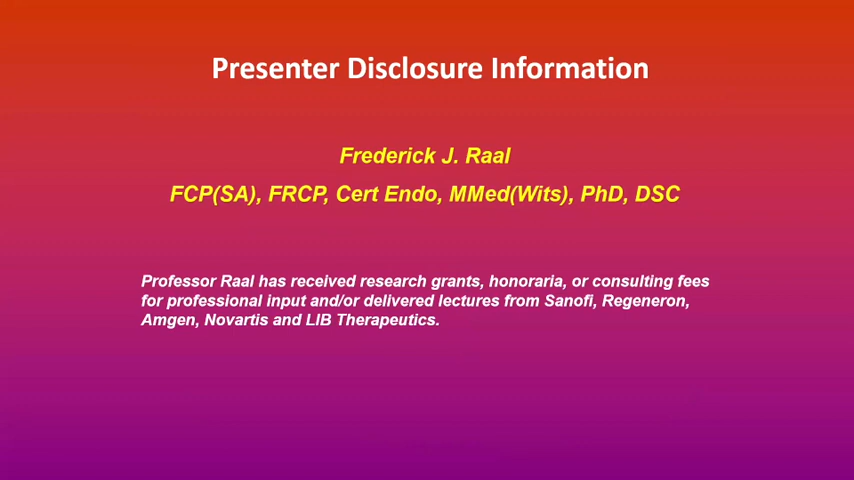 Presenter Disclosure Information
Frederick J. Raal
FCP(SA), FRCP, Cert Endo, MMed(Wits), PhD, DSC
Professor Raal has received research grants, honoraria, or consulting fees
for professional input and/or delivered lectures from Sanofi, Regeneron,
Amgen, Novartis and LIB Therapeutics.